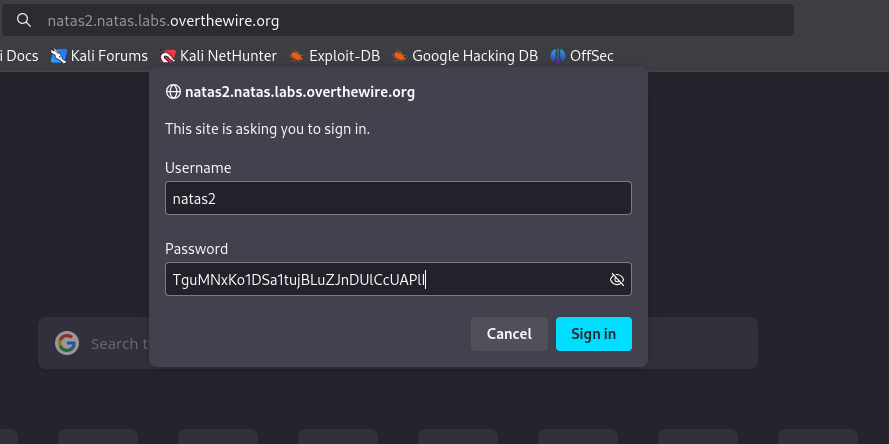 natas2.natas.labs.overthewire.org
i Docs Kali Forums Kali NetHunter Exploit-DB Google Hacking DB OffSec
natas2.natas.labs.overthewire.org
This site is asking you to sign in.
Username
natas2
Password
TguMNxKo1DSa1tujBLuZJnDUlCcUAPlI
Cancel Sign in
Search t